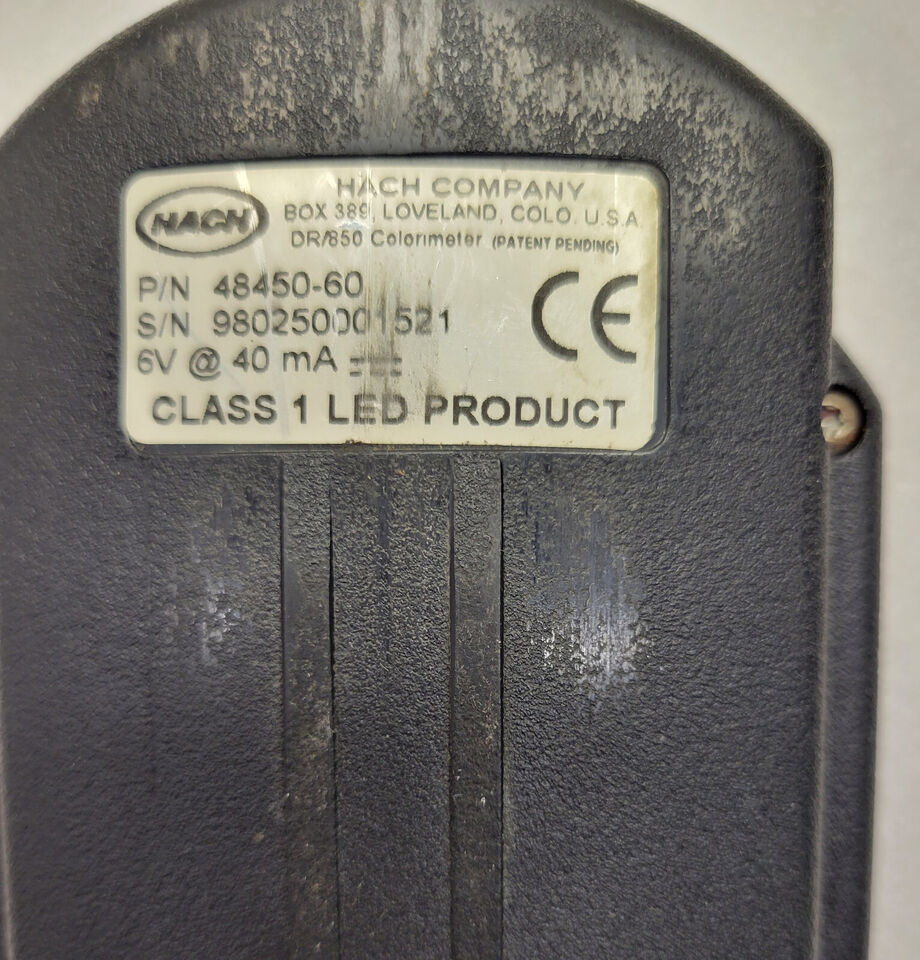 HACH
HACH COMPANY
BOX 389, LOVELAND, COLO. U.S.A
DR/850 Colorimeter (PATENT PENDING)
P/N 48450-60
S/N 980250001521
6V @ 40 mA
CE
CLASS 1 LED PRODUCT